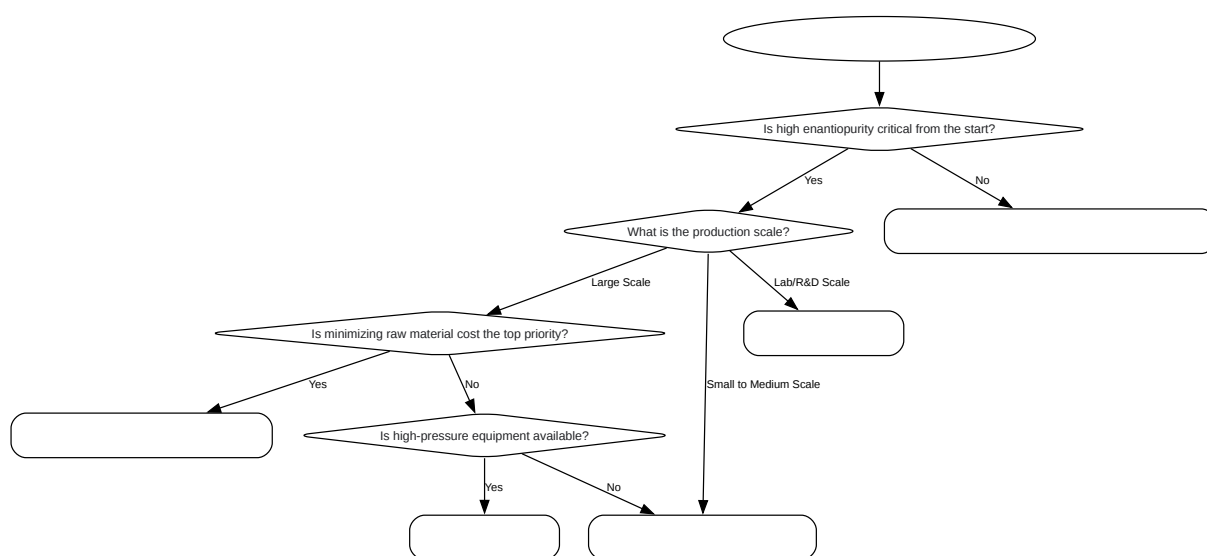 Is high enantiopurity critical from the start?
Yes
No
What is the production scale?
Large Scale
Lab/R&D Scale
Is minimizing raw material cost the top priority?
Yes
No
Small to Medium Scale
Is high-pressure equipment available?
Yes
No